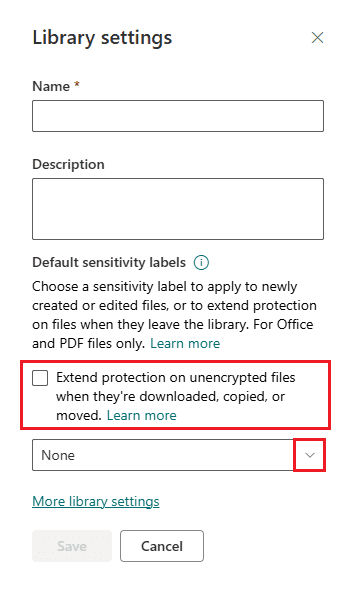 Library settings
Name *
Description
Default sensitivity labels
Choose a sensitivity label to apply to newly
created or edited files, or to extend protection
on files when they leave the library. For Office
and PDF files only. Learn more
Extend protection on unencrypted files
when they're downloaded, copied, or
moved. Learn more
None
More library settings
Save
Cancel